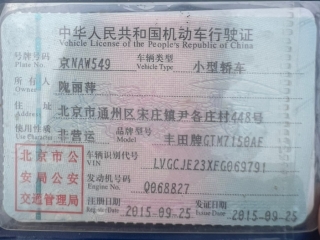 中华人民共和国机动车行驶证
Vehicle License of the People's Republic of China
号牌号码 Plate No. 京NAW549 车辆类型 Vehicle Type 小型轿车
所有人 Owner 隗丽萍
住址 Address 北京市通州区宋庄镇尹各庄村448号
使用性质 Use Character 非营运 品牌型号 Model 丰田牌GTM7150AE
北京市公安局公安交通管理局
车辆识别代号 VIN LVGCJE23XFG069791
发动机号码 Engine No. Q068827
注册日期 Register Date 2015-09-25 发证日期 Issue Date 2015-09-25